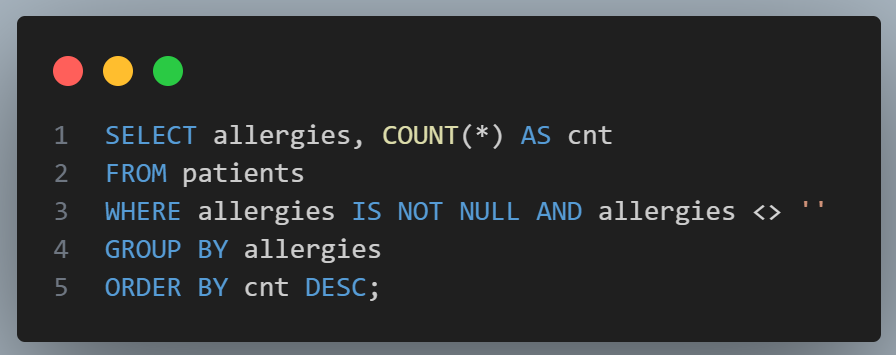 1 SELECT allergies, COUNT(*) AS cnt
2 FROM patients
3 WHERE allergies IS NOT NULL AND allergies <> ''
4 GROUP BY allergies
5 ORDER BY cnt DESC;